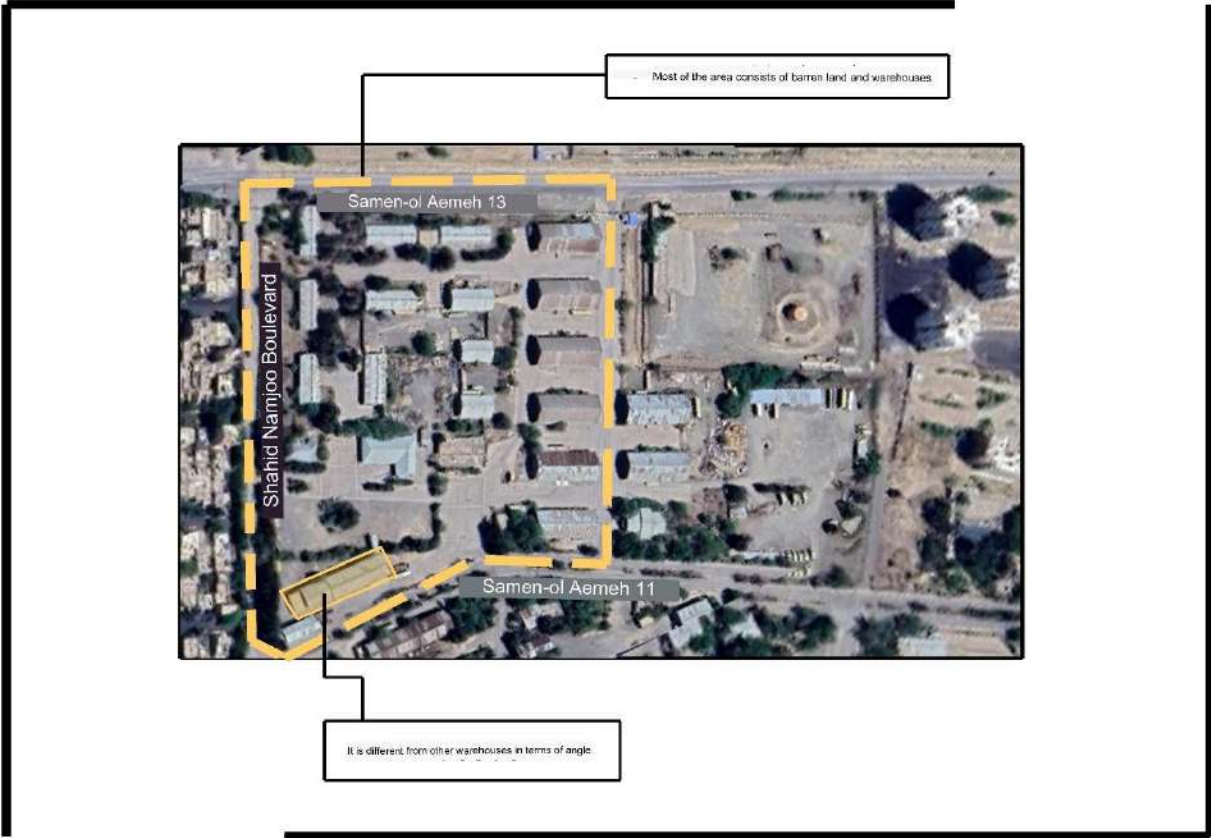 Most of the area consists of barren land and warehouses
Samen-ol Aemeh 13
Shahid Namjoo Boulevard
Samen-ol Aemeh 11
It is different from other warehouses in terms of angle